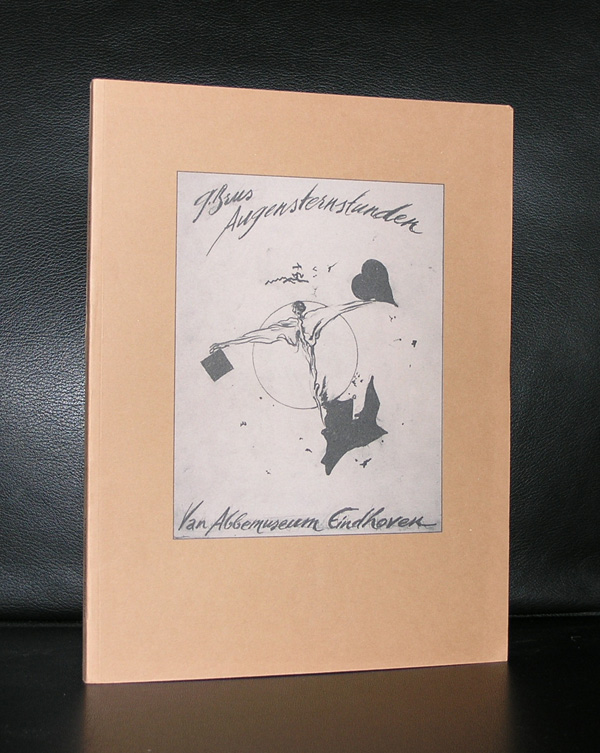 G. Brus
Augensternstunden
Van Abbemuseum Eindhoven